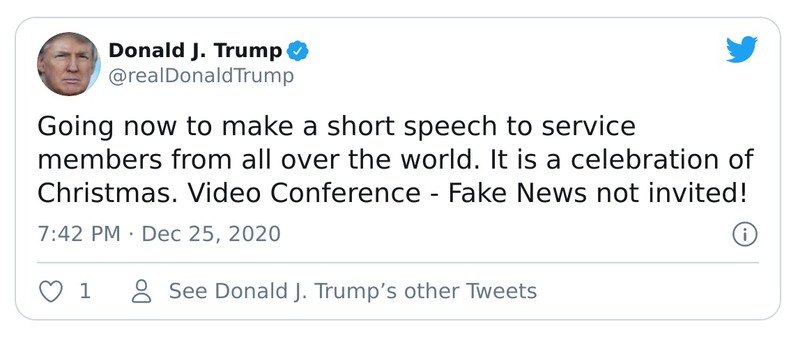 Donald J. Trump
@realDonaldTrump
Going now to make a short speech to service
members from all over the world. It is a celebration of
Christmas. Video Conference - Fake News not invited!
7:42 PM · Dec 25, 2020
1
See Donald J. Trump’s other Tweets